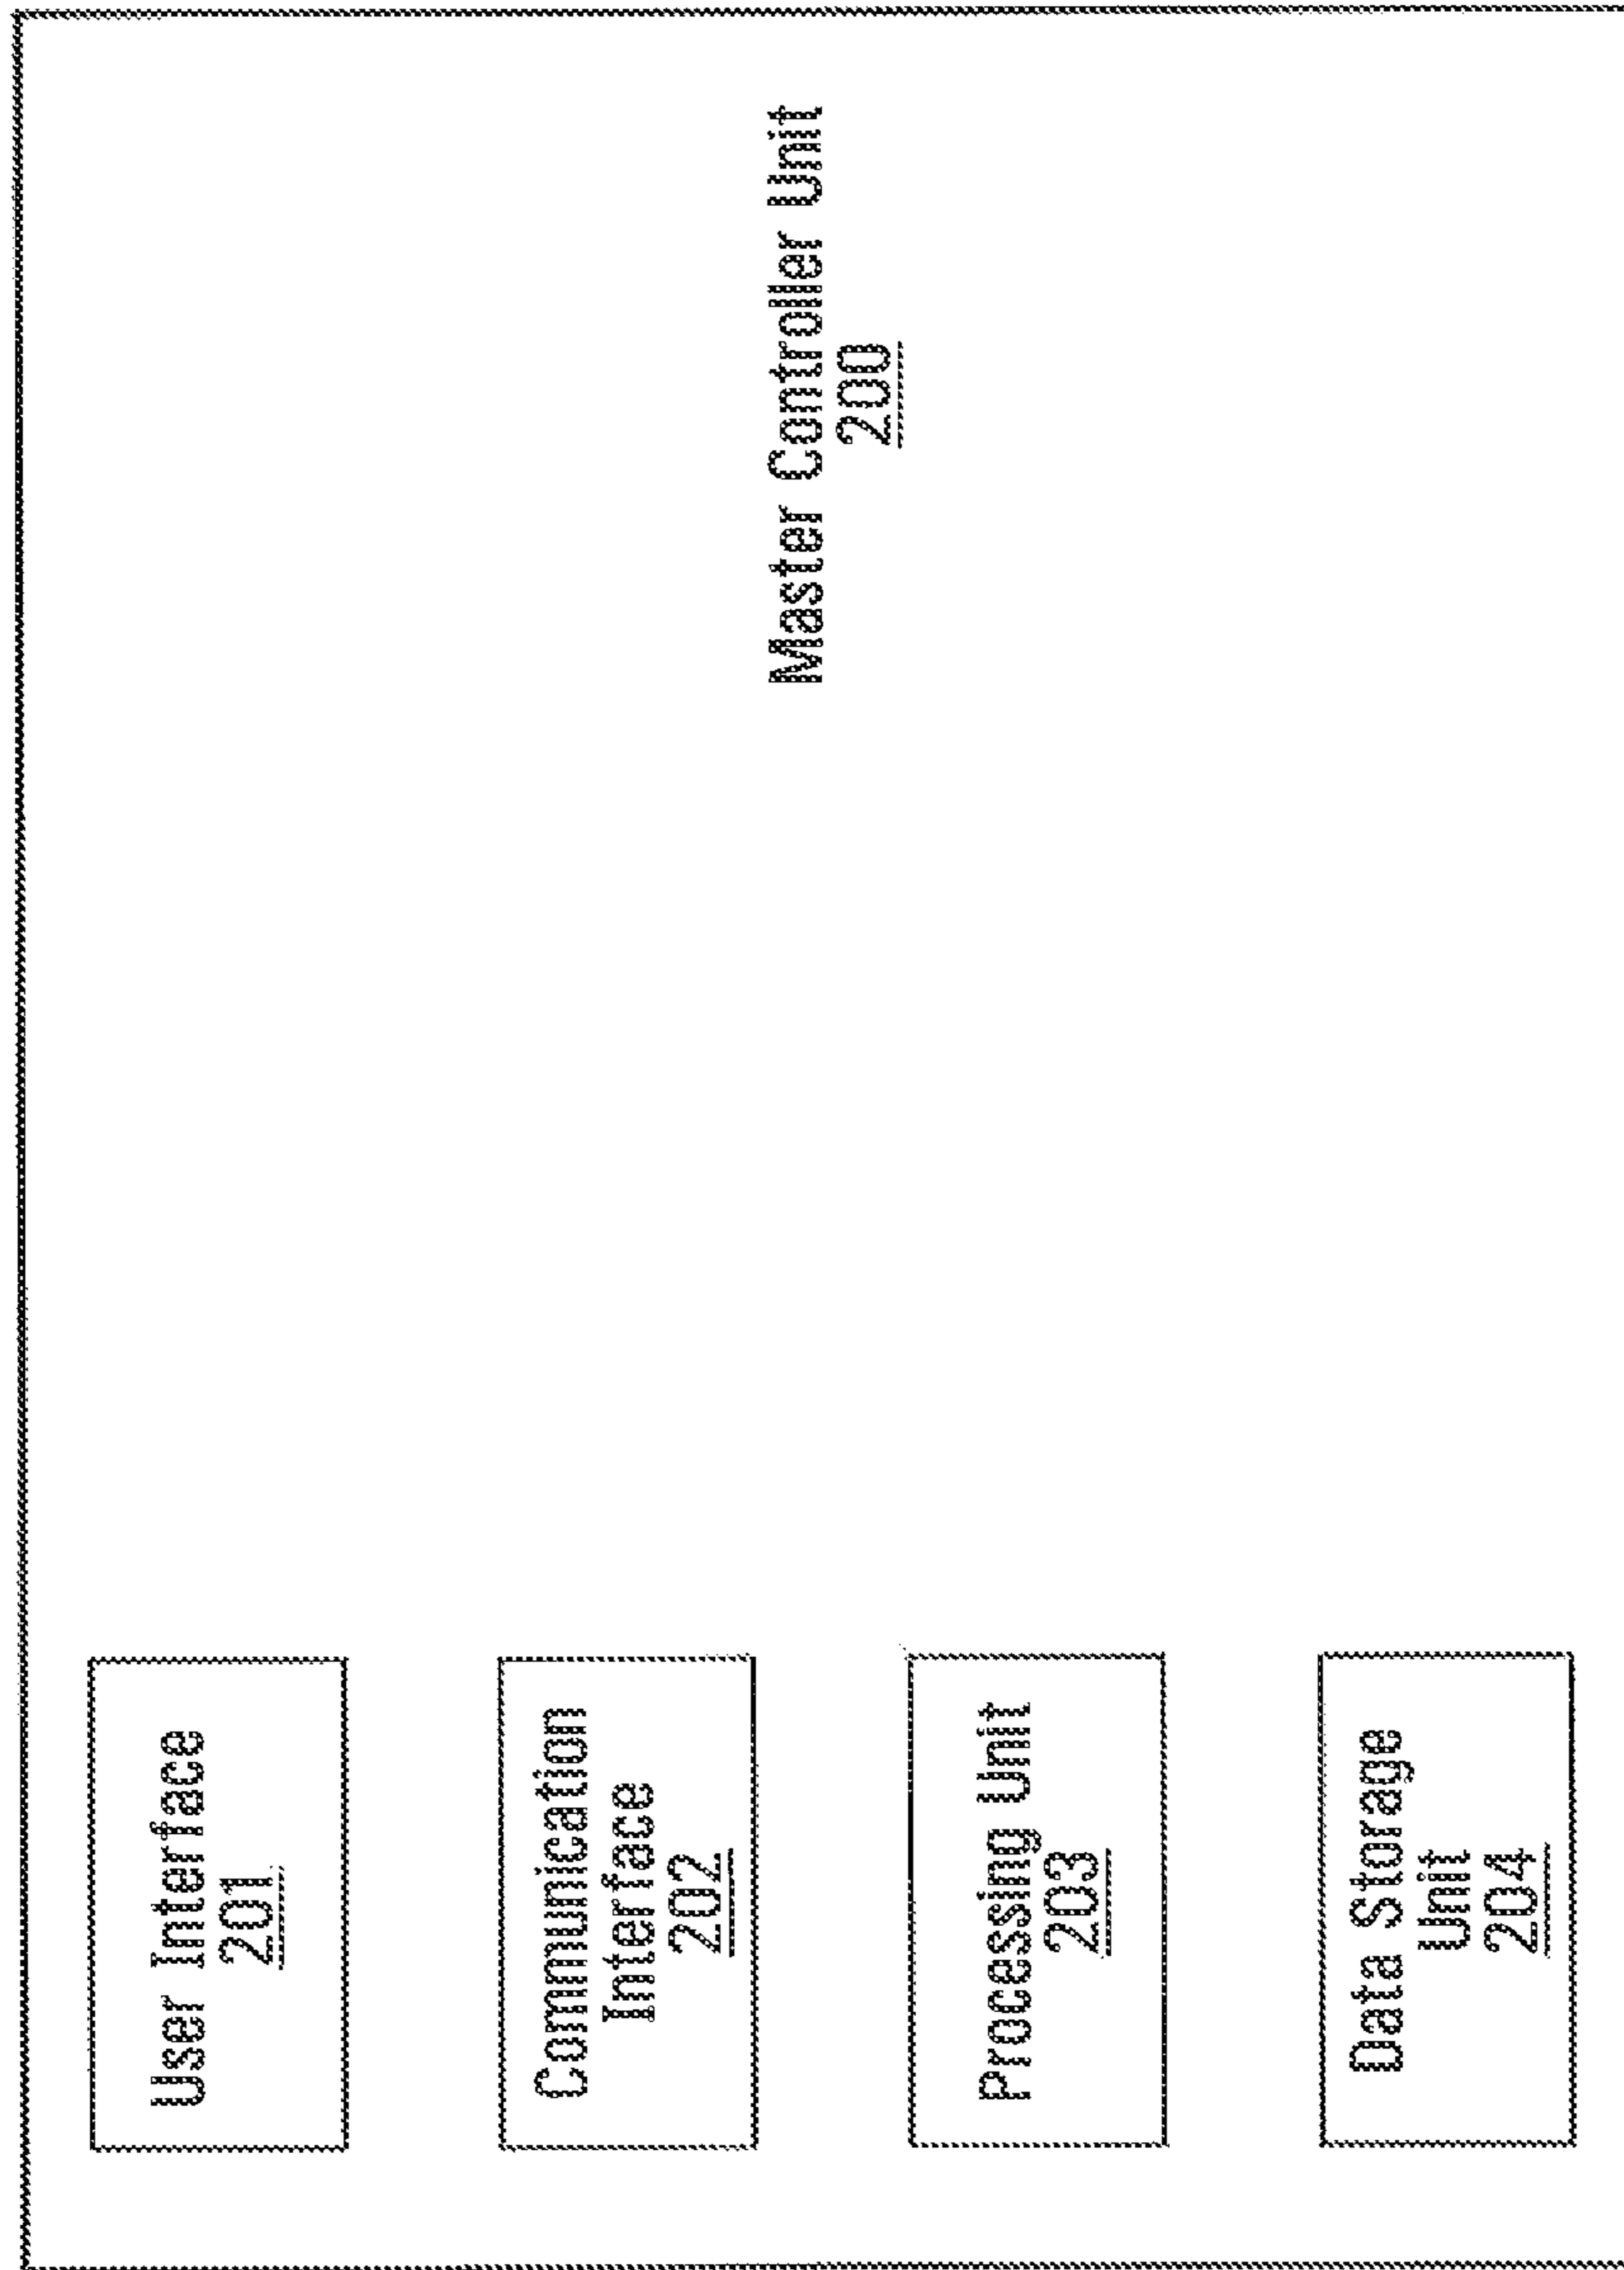 User Interface
201
Communication
Interface
202
Processing Unit
203
Data Storage
Unit
204
Master Controller Unit
200